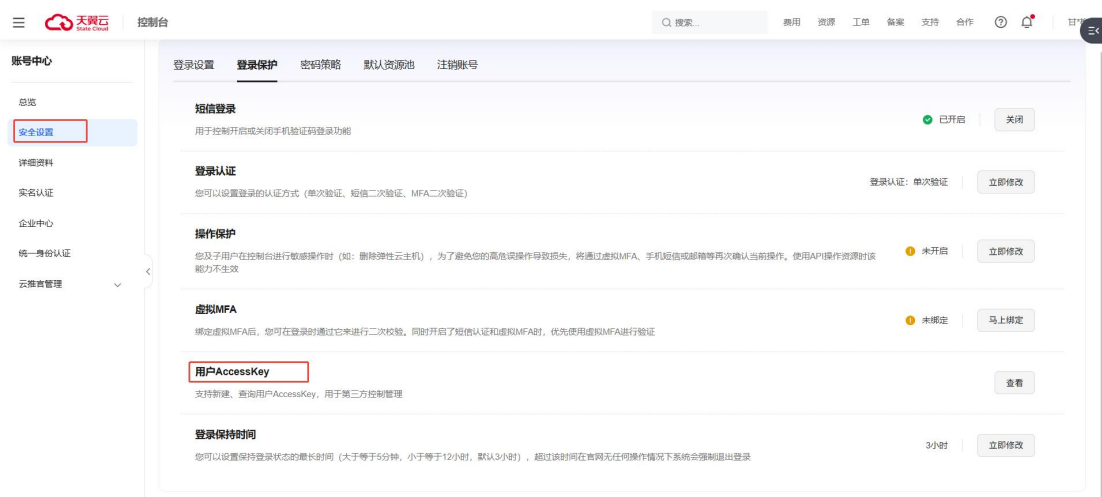 天翼云
State Cloud
控制台
搜索...
费用
资源
工单
备案
支持
合作
账号中心
总览
安全设置
详细资料
实名认证
企业中心
统一身份认证
云推官管理
登录设置
登录保护
密码策略
默认资源池
注销账号
短信登录
用于控制开启或关闭手机验证码登录功能
已开启
关闭
登录认证
您可以设置登录的认证方式（单次验证、短信二次验证、MFA二次验证）
登录认证：单次验证
立即修改
操作保护
您及子用户在控制台进行敏感操作时（如：删除弹性云主机），为了避免您的高危误操作导致损失，将通过虚拟MFA、手机短信或邮箱等再次确认当前操作。使用API操作资源时该
能力不生效
未开启
立即修改
虚拟MFA
绑定虚拟MFA后，您可在登录时通过它来进行二次校验。同时开启了短信认证和虚拟MFA时，优先使用虚拟MFA进行验证
未绑定
马上绑定
用户AccessKey
支持新建、查询用户AccessKey，用于第三方控制管理
查看
登录保持时间
您可以设置保持登录状态的最长时间（大于等于5分钟，小于等于12小时，默认3小时），超过该时间在官网无任何操作情况下系统会强制退出登录
3小时
立即修改